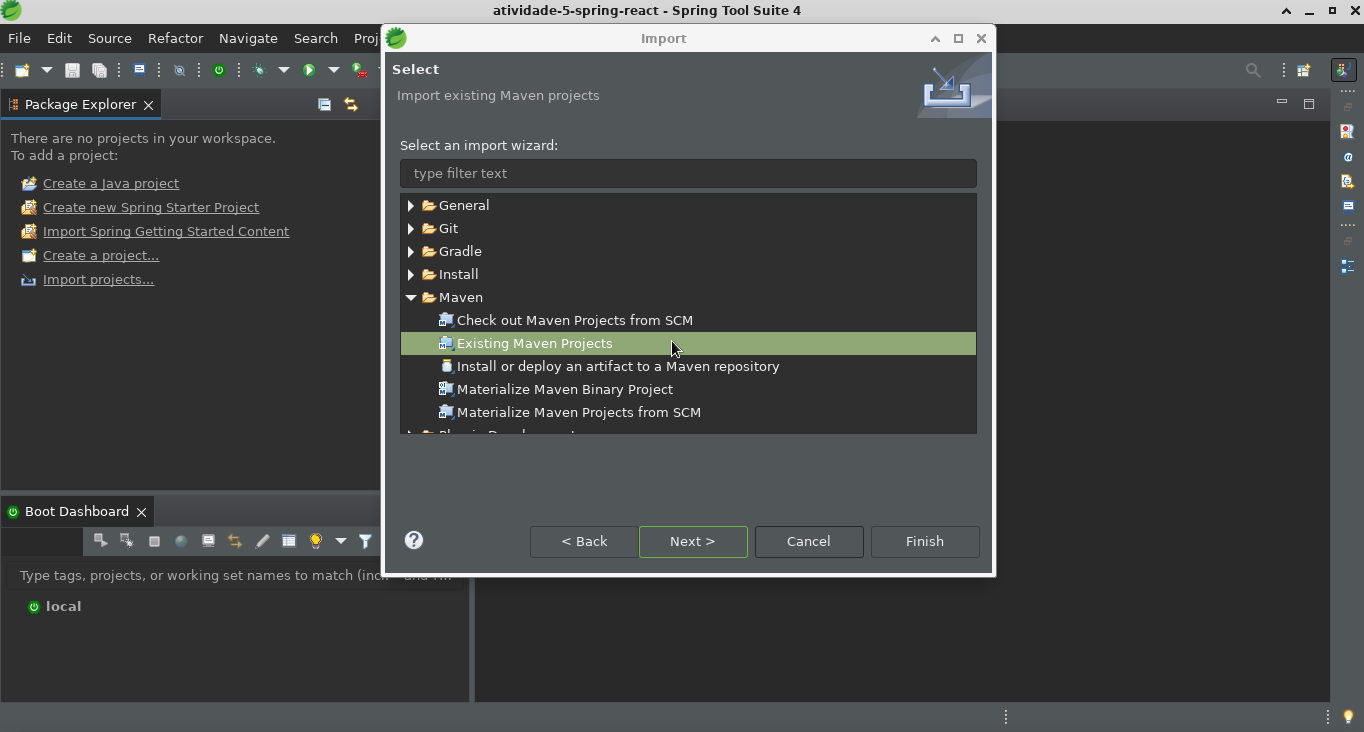 atividade-5-spring-react - Spring Tool Suite 4
File Edit Source Refactor Navigate Search
Import
Select
Import existing Maven projects
Package Explorer
There are no projects in your workspace.
To add a project:
Create a Java project
Create new Spring Starter Project
Import Spring Getting Started Content
Create a project...
Import projects...
Select an import wizard:
type filter text
General
Git
Gradle
Install
Maven
Check out Maven Projects from SCM
Existing Maven Projects
Install or deploy an artifact to a Maven repository
Materialize Maven Binary Project
Materialize Maven Projects from SCM
< Back Next > Cancel Finish
Boot Dashboard
Type tags, projects, or working set names to match (incl. * and
local